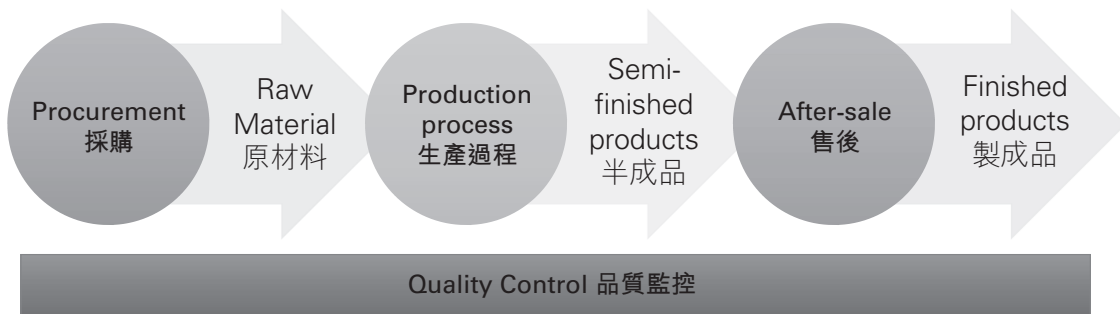 Procurement
採購
Raw
Material
原材料
Production
process
生產過程
Semi-
finished
products
半成品
After-sale
售後
Finished
products
製成品
Quality Control 品質監控